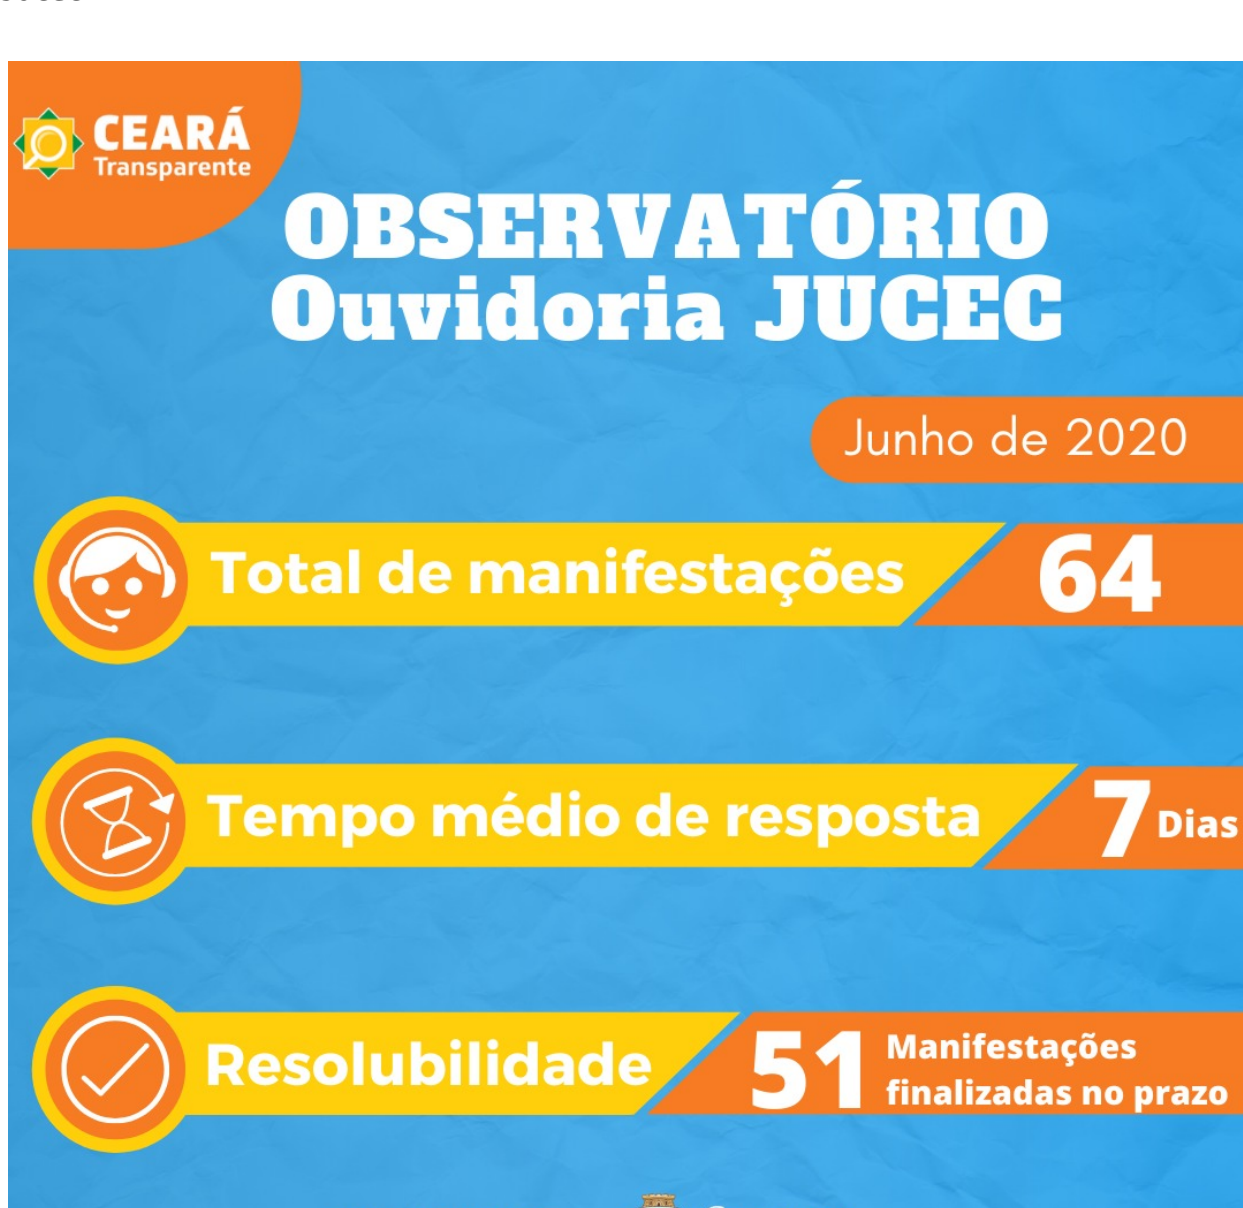 CEARÁ
Transparente
OBSERVATÓRIO
Ouvidoria JUCEC
Junho de 2020
Total de manifestações 64
Tempo médio de resposta 7 Dias
Resolubilidade 51 Manifestações
finalizadas no prazo